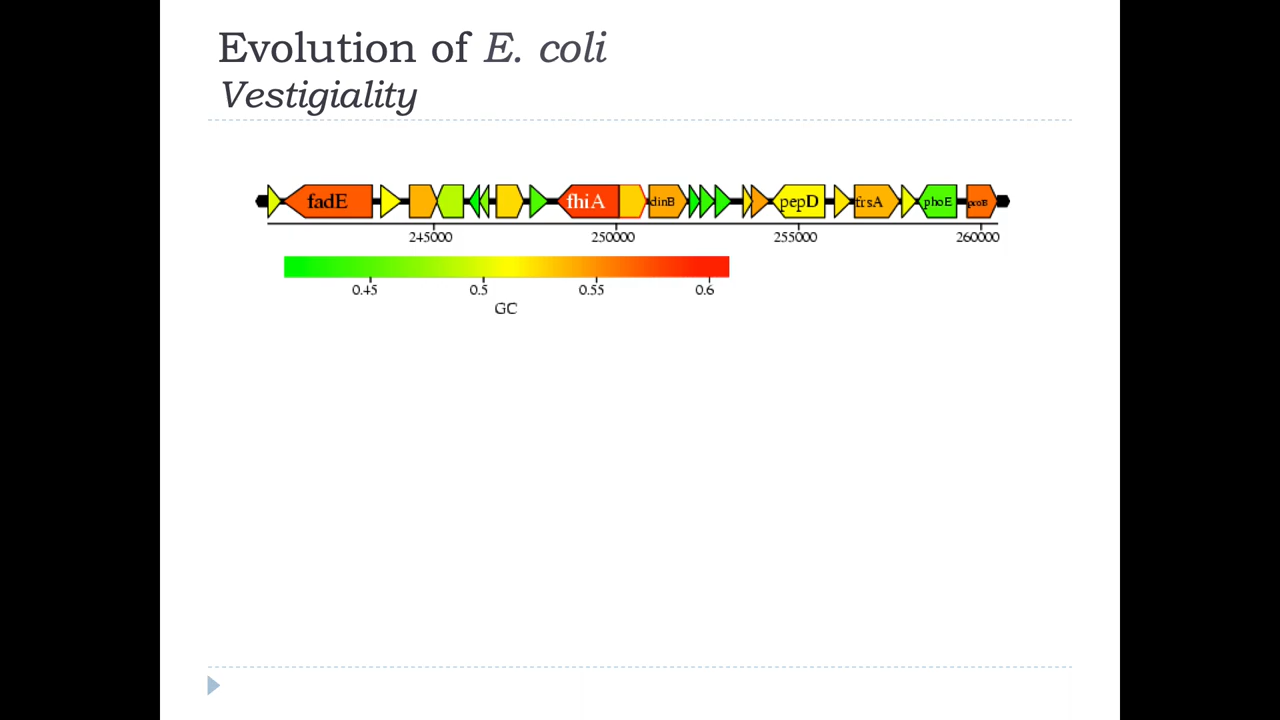 Evolution of E. coli
Vestigiality
fadE fhiA dinB pepD frsA phoE proB
245000 250000 255000 260000
0.45 0.5 0.55 0.6
GC